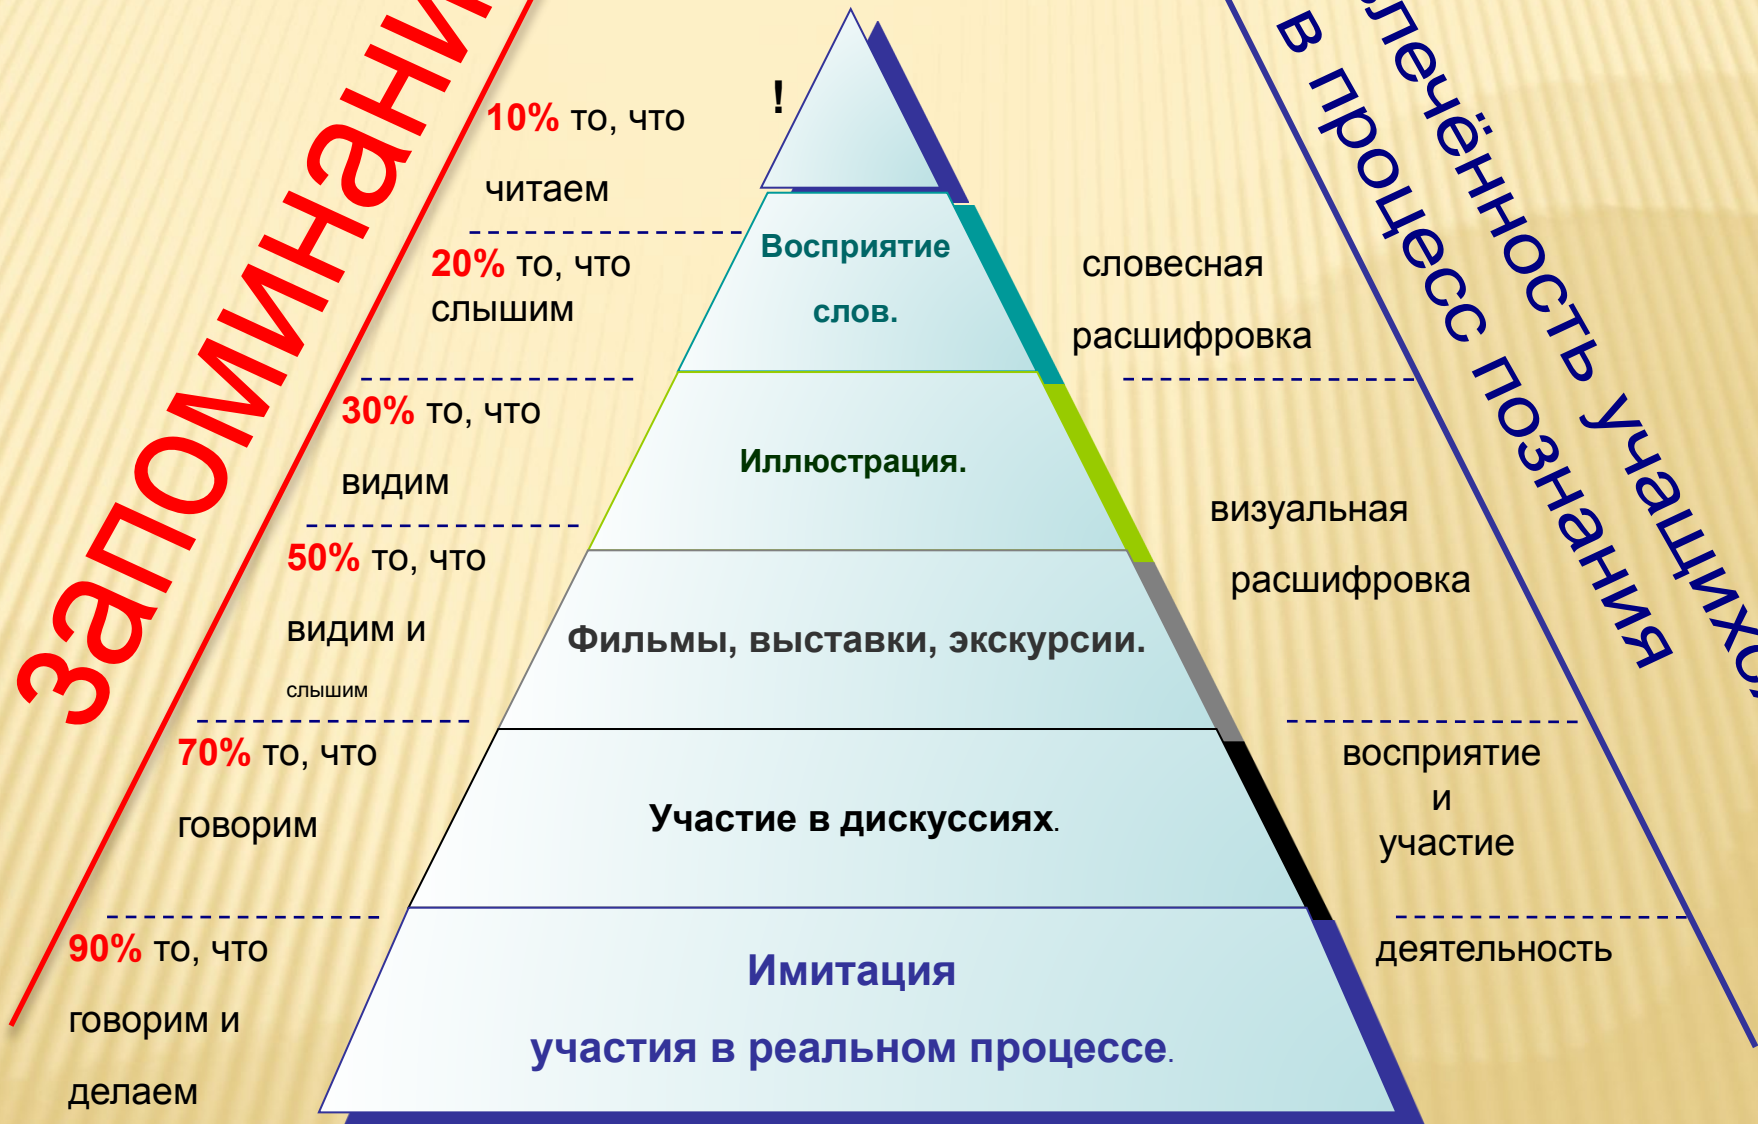 запоминани
!
10% то, что
читаем
20% то, что
слышим
30% то, что
видим
50% то, что
видим и
слышим
70% то, что
говорим
90% то, что
говорим и
делаем
Восприятие
слов.
Иллюстрация.
Фильмы, выставки, экскурсии.
Участие в дискуссиях.
Имитация
участия в реальном процессе.
словесная
расшифровка
визуальная
расшифровка
восприятие
и
участие
деятельность
влечённость учащихся
в процесс познания